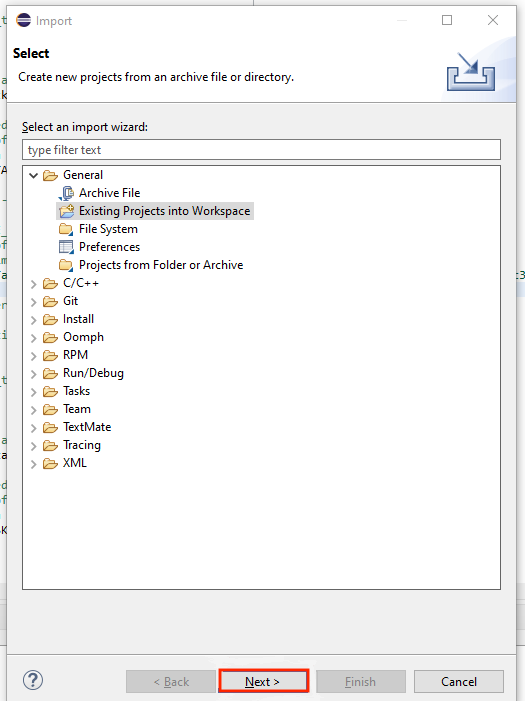 Import
Select
Create new projects from an archive file or directory.
Select an import wizard:
type filter text
General
Archive File
Existing Projects into Workspace
File System
Preferences
Projects from Folder or Archive
C/C++
Git
Install
Oomph
RPM
Run/Debug
Tasks
Team
TextMate
Tracing
XML
?
< Back
Next >
Finish
Cancel